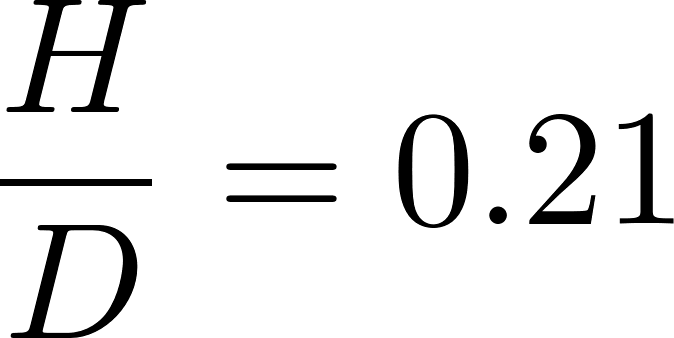 H/D = 0.21